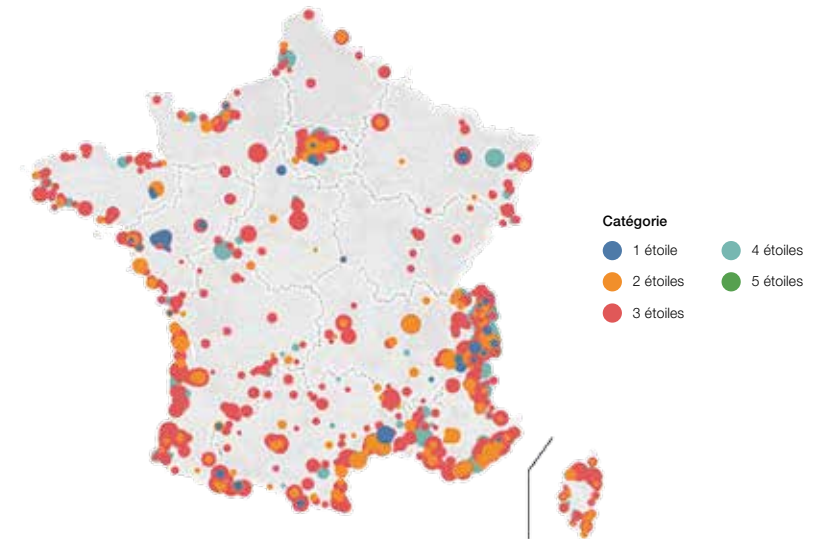 Catégorie
1 étoile
4 étoiles
2 étoiles
5 étoiles
3 étoiles